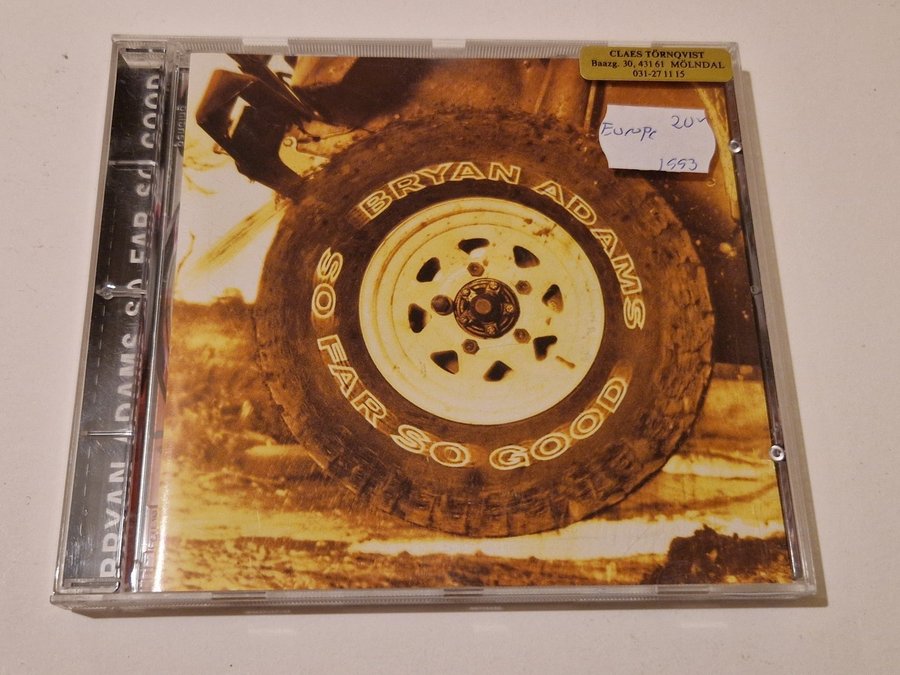 CLAES TÖRNQVIST
Baazg. 30, 431 61 MÖLNDAL
031-27 11 15
Europe 20:-
1993
BRYAN ADAMS
SO FAR SO GOOD
BRYAN ADAMS SO FAR SO GOOD